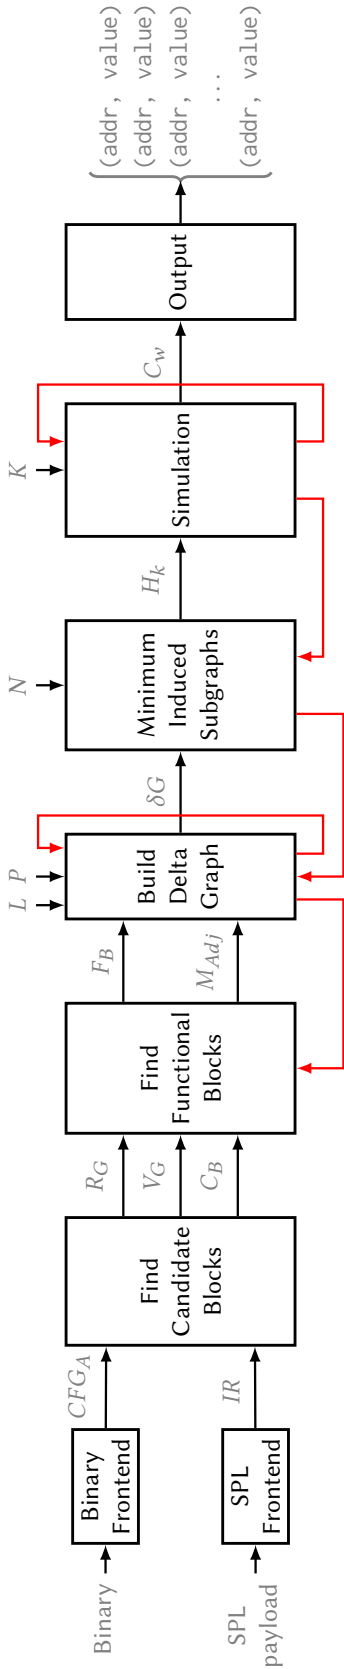 Binary
SPL
payload
Binary
Frontend
SPL
Frontend
CFG_A
IR
Find
Candidate
Blocks
R_G
V_G
C_B
Find
Functional
Blocks
F_B
M_Adj
L
P
Build
Delta
Graph
δG
N
Minimum
Induced
Subgraphs
H_k
K
Simulation
C_w
Output
(addr, value)
(addr, value)
(addr, value)
...
(addr, value)